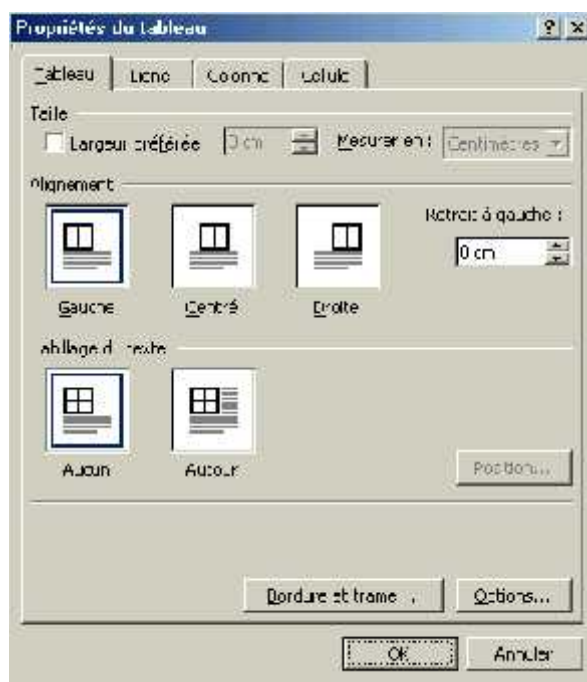 Propriétés du tableau
Tableau Ligne Colonne Cellule
Taille
Largeur préférée 0 cm Mesurer en : Centimètres
Alignement
Retrait à gauche :
0 cm
Gauche Centré Droite
Habillage du texte
Aucun Autour
Position...
Bordure et trame... Options...
OK Annuler